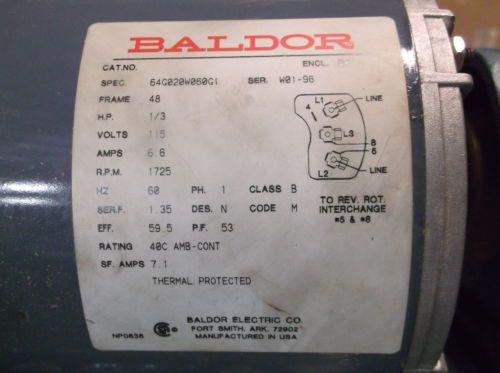 BALDOR
CAT.NO. ENCL.
SPEC. 64G020W060G1 SER. W01-96
FRAME 48
H.P. 1/3
VOLTS 115
AMPS 6.6
R.P.M. 1725
HZ 60 PH. 1 CLASS B
SER.F. 1.35 DES. N CODE M
EFF. 59.5 P.F. 53
RATING 40C AMB-CONT
SF. AMPS 7.1
THERMAL PROTECTED
L1 LINE
4
1
L3
8
5
L2 LINE
TO REV. ROT.
INTERCHANGE
#5 & #8
BALDOR ELECTRIC CO.
FORT SMITH, ARK. 72902
MANUFACTURED IN USA
NP0838